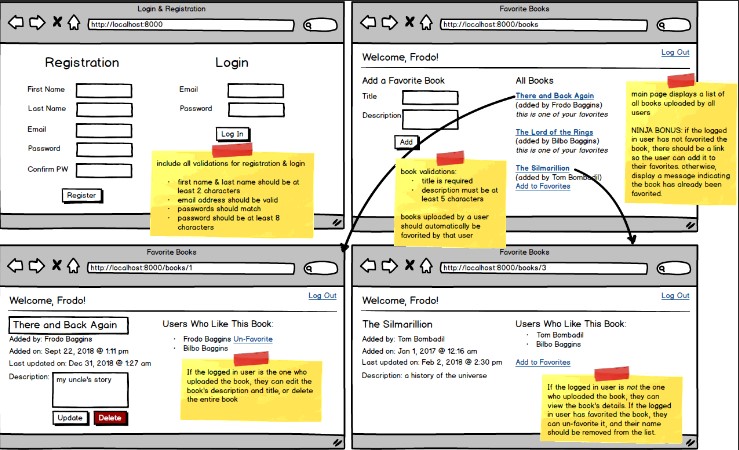 Login & Registration
http://localhost:8000
Registration
First Name
Last Name
Email
Password
Confirm PW
Register
Login
Email
Password
Log In
include all validations for registration & login
• first name & last name should be at
least 2 characters
• email address should be valid
• passwords should match
• password should be at least 8
characters
Favorite Books
http://localhost:8000/books
Welcome, Frodo!
Log Out
Add a Favorite Book
Title
Description
Add
book validations:
• title is required
• description must be at
least 5 characters
books uploaded by a user
should automatically be
favorited by that user
All Books
There and Back Again
(added by Frodo Baggins)
this is one of your favorites
The Lord of the Rings
(added by Bilbo Baggins)
this is one of your favorites
The Silmarillion
(added by Tom Bombadil)
Add to Favorites
main page displays a list of
all books uploaded by all
users
NINJA BONUS: if the logged
in user has not favorited the
book, there should be a link
so the user can add it to
their favorites; otherwise,
display a message indicating
the book has already been
favorited.
Favorite Books
http://localhost:8000/books/1
Welcome, Frodo!
Log Out
There and Back Again
Added by: Frodo Baggins
Added on: Sept 22, 2018 @ 1:11 pm
Last updated on: Dec 31, 2018 @ 1:27 am
Description: my uncle's story
Update Delete
Users Who Like This Book:
• Frodo Baggins Un-Favorite
• Bilbo Baggins
If the logged in user is the one who
uploaded the book, they can edit the
book's description and title, or delete
the entire book
Favorite Books
http://localhost:8000/books/3
Welcome, Frodo!
Log Out
The Silmarillion
Added by: Tom Bombadil
Added on: Jan 1, 2017 @ 12:16 am
Last updated on: Feb 2, 2018 @ 2:30 pm
Description: a history of the universe
Users Who Like This Book:
• Tom Bombadil
• Bilbo Baggins
Add to Favorites
If the logged in user is not the one
who uploaded the book, they can
view the book's details. If the logged
in user has favorited the book, they
can un-favorite it, and their name
should be removed from the list.